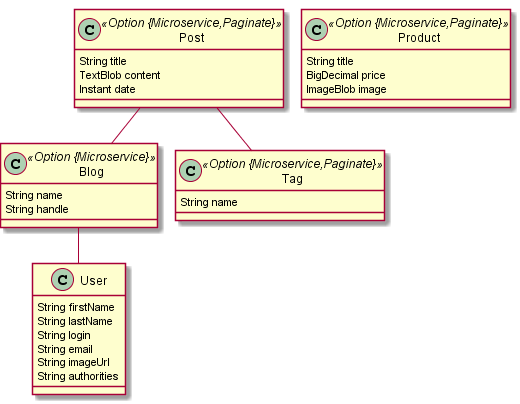 C «Option {Microservice,Paginate}»
Post
String title
TextBlob content
Instant date
C «Option {Microservice,Paginate}»
Product
String title
BigDecimal price
ImageBlob image
C «Option {Microservice}»
Blog
String name
String handle
C «Option {Microservice,Paginate}»
Tag
String name
C User
String firstName
String lastName
String login
String email
String imageUrl
String authorities